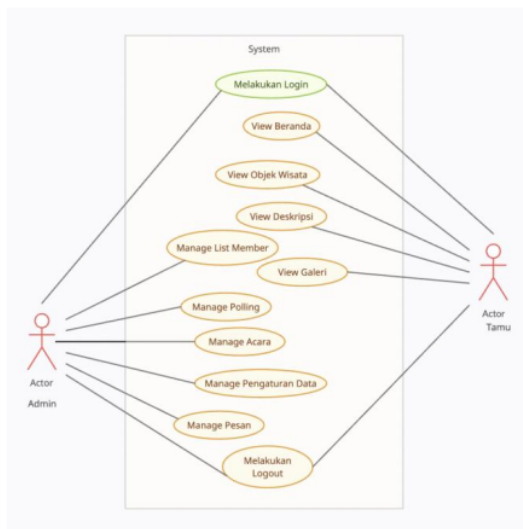 System
Melakukan Login
View Beranda
View Objek Wisata
View Deskripsi
Manage List Member
View Galeri
Manage Polling
Manage Acara
Manage Pengaturan Data
Manage Pesan
Melakukan
Logout
Actor
Admin
Actor
Tamu